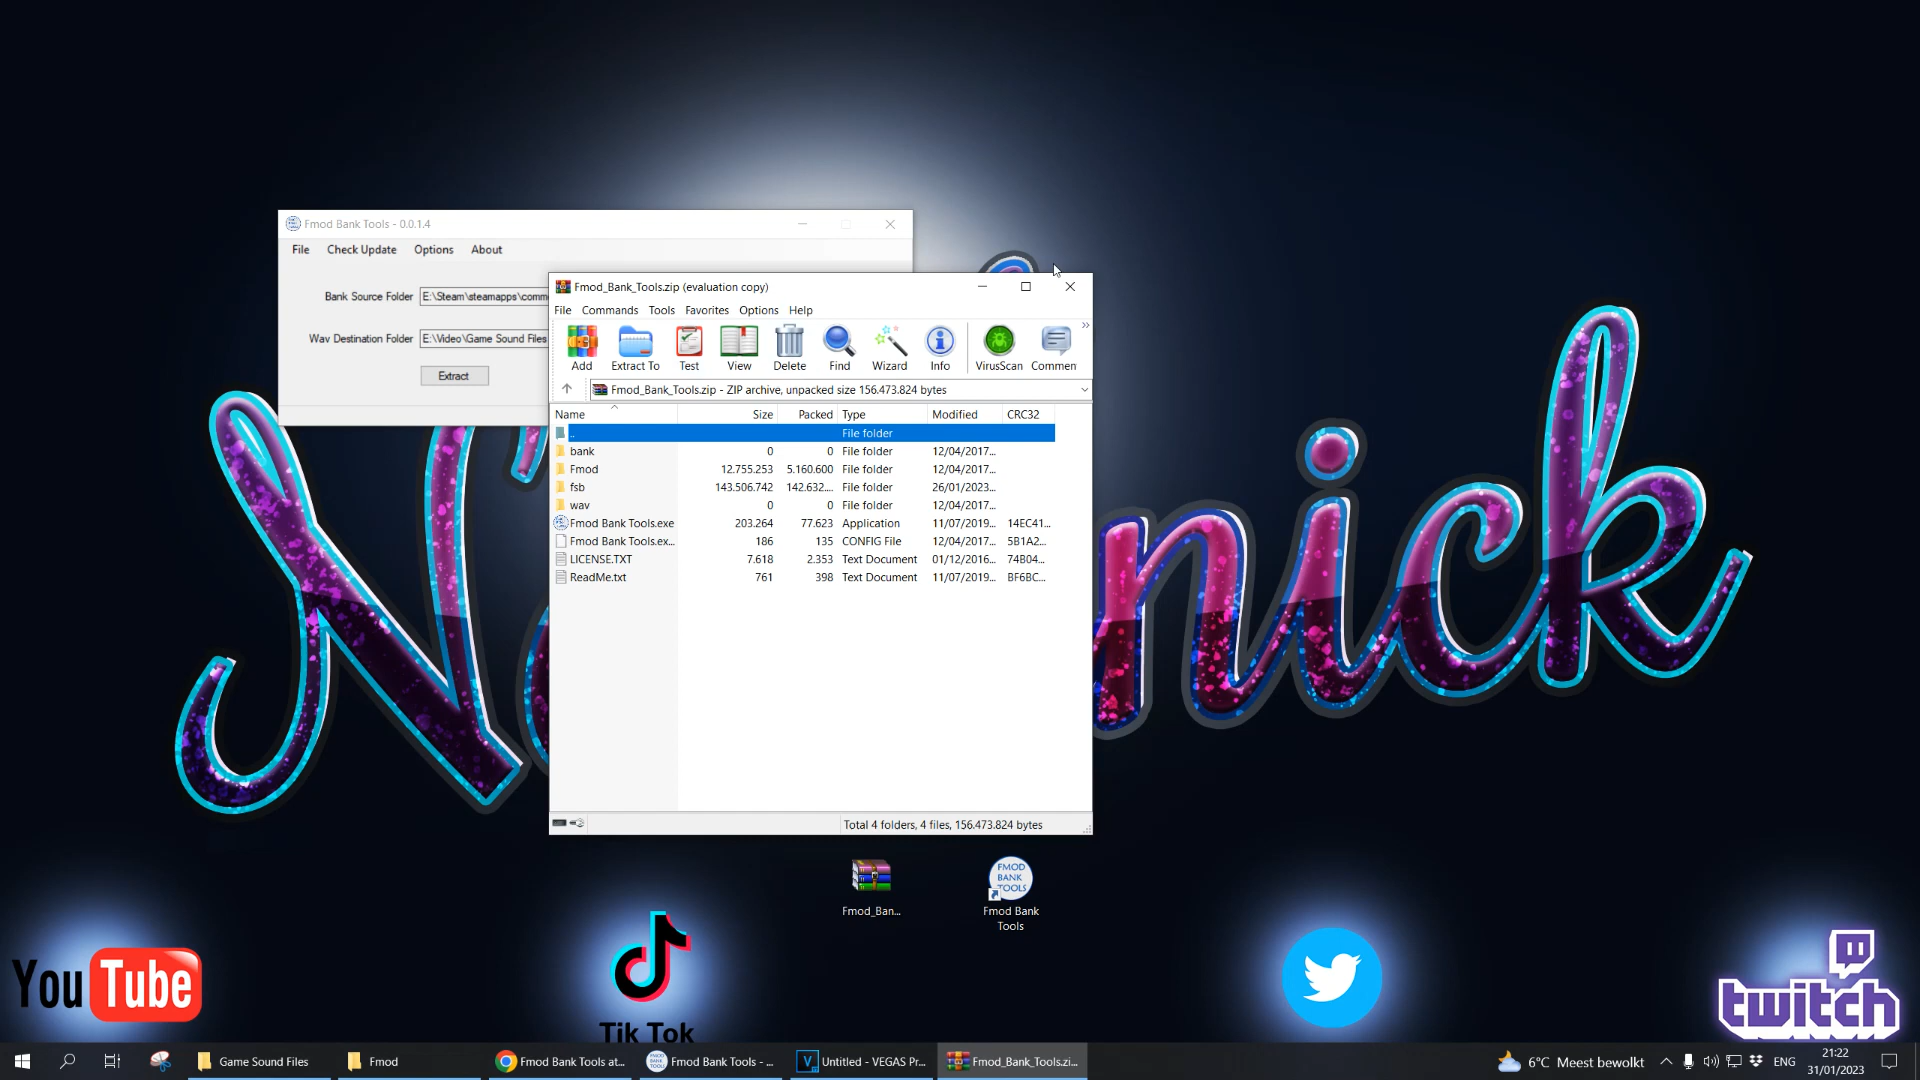 Fmod Bank Tools - 0.0.1.4
File Check Update Options About
Bank Source Folder E:\Steam\steamapps\comm
Wav Destination Folder E:\Video\Game Sound Files
Extract
Fmod_Bank_Tools.zip (evaluation copy)
File Commands Tools Favorites Options Help
Add Extract To Test View Delete Find Wizard Info VirusScan Commen
Fmod_Bank_Tools.zip - ZIP archive, unpacked size 156.473.824 bytes
Name Size Packed Type Modified CRC32
.. File folder
bank 0 0 File folder 12/04/2017...
Fmod 12.755.253 5.160.600 File folder 12/04/2017...
fsb 143.506.742 142.632.... File folder 26/01/2023...
wav 0 0 File folder 12/04/2017...
Fmod Bank Tools.exe 203.264 77.623 Application 11/07/2019... 14EC41...
Fmod Bank Tools.ex... 186 135 CONFIG File 12/04/2017... 5B1A2...
LICENSE.TXT 7.618 2.353 Text Document 01/12/2016... 74B04...
ReadMe.txt 761 398 Text Document 11/07/2019... BF6BC...
Total 4 folders, 4 files, 156.473.824 bytes
nick
Fmod_Ban...
FMOD BANK TOOLS
Fmod Bank
Tools
YouTube
Tik Tok
twitch
Game Sound Files
Fmod
Fmod Bank Tools at...
Fmod Bank Tools - ...
Untitled - VEGAS Pr...
Fmod_Bank_Tools.zi...
6°C Meest bewolkt
ENG
21:22
31/01/2023